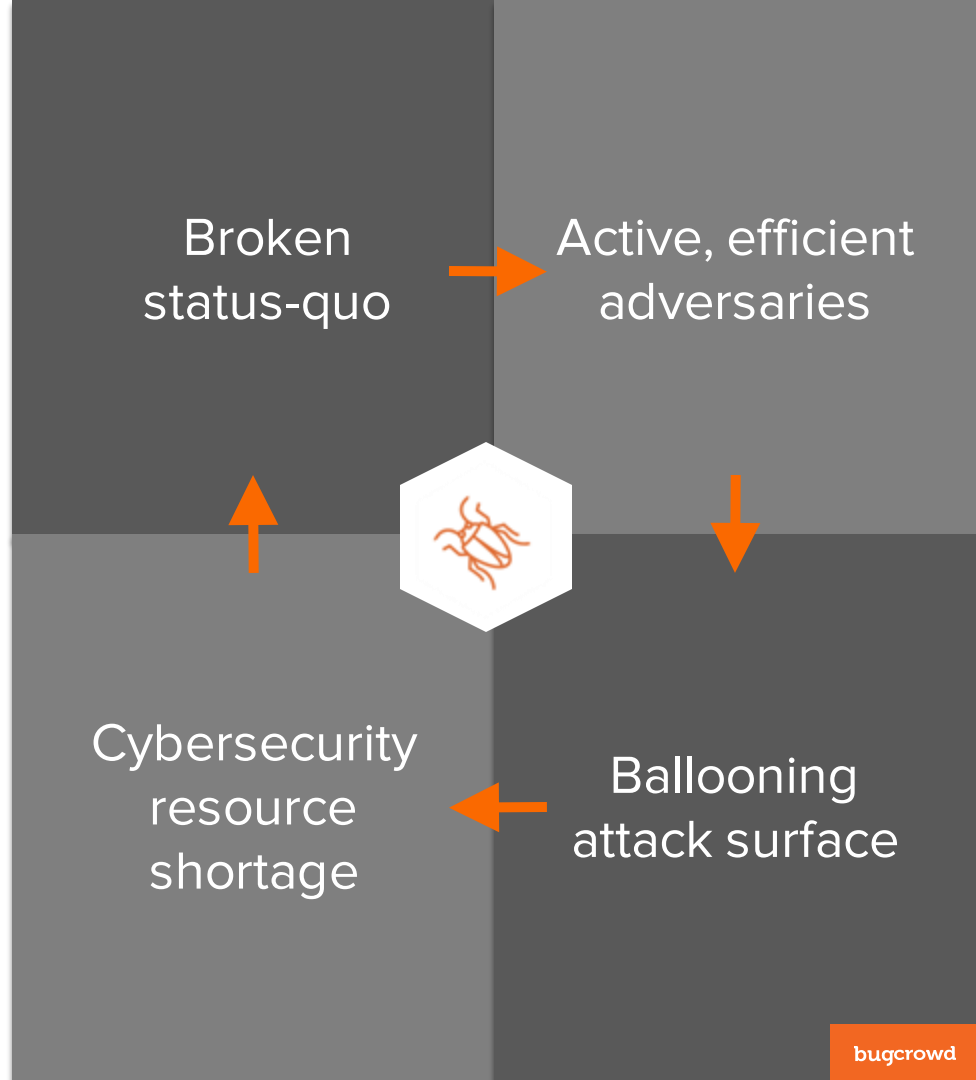 Broken
status-quo
Active, efficient
adversaries
Cybersecurity
resource
shortage
Ballooning
attack surface
bugcrowd